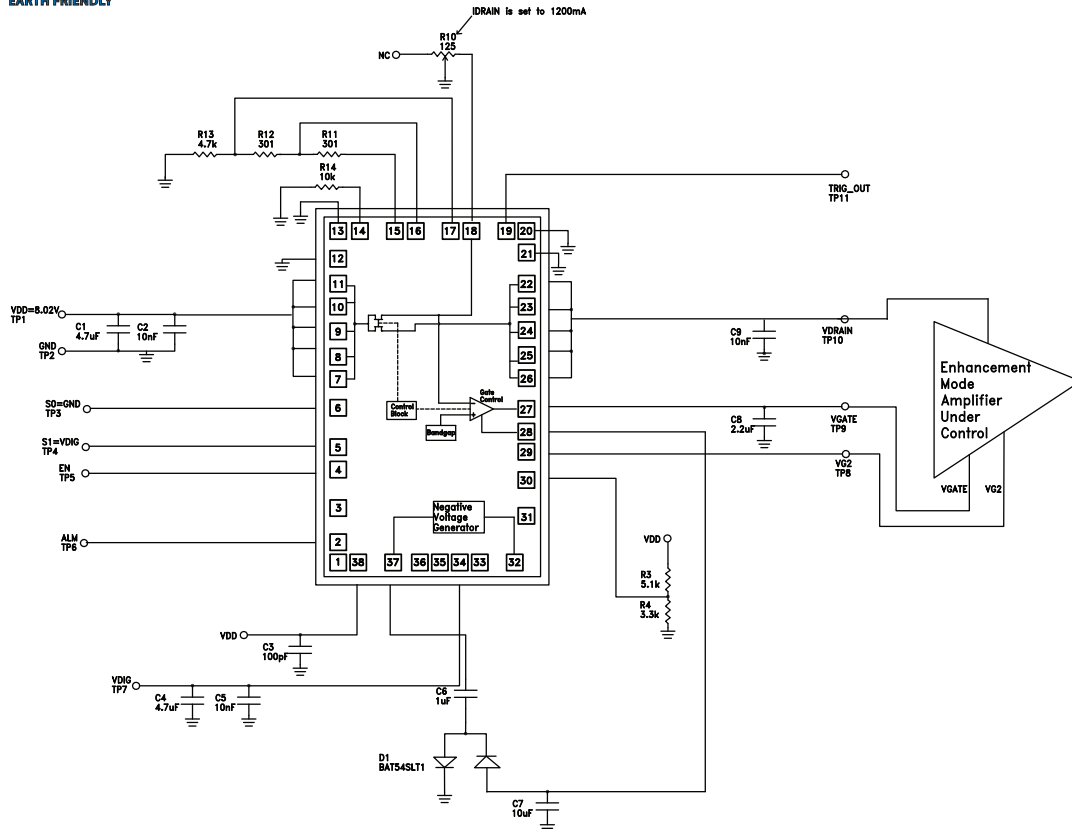 EARTH FRIENDLY
IDRAIN is set to 1200mA
R10
125
NC
R13
4.7k
R12
301
R11
301
R14
10k
TRIG_OUT
TP11
13
14
15
16
17
18
19
20
21
12
11
10
9
8
7
6
5
4
3
2
1
22
23
24
25
26
27
28
29
30
31
38
37
36
35
34
33
32
VDD=8.02V
TP1
C1
4.7uF
C2
10nF
GND
TP2
S0=GND
TP3
S1=VDIG
TP4
EN
TP5
ALM
TP6
Control
Block
Gate
Control
Bandgap
Negative
Voltage
Generator
C9
10nF
VDRAIN
TP10
C8
2.2uF
VGATE
TP9
VG2
TP8
Enhancement
Mode
Amplifier
Under
Control
VGATE
VG2
VDD
R3
5.1k
R4
3.3k
VDD
C3
100pF
VDIG
TP7
C4
4.7uF
C5
10nF
C6
1uF
D1
BAT54SLT1
C7
10uF